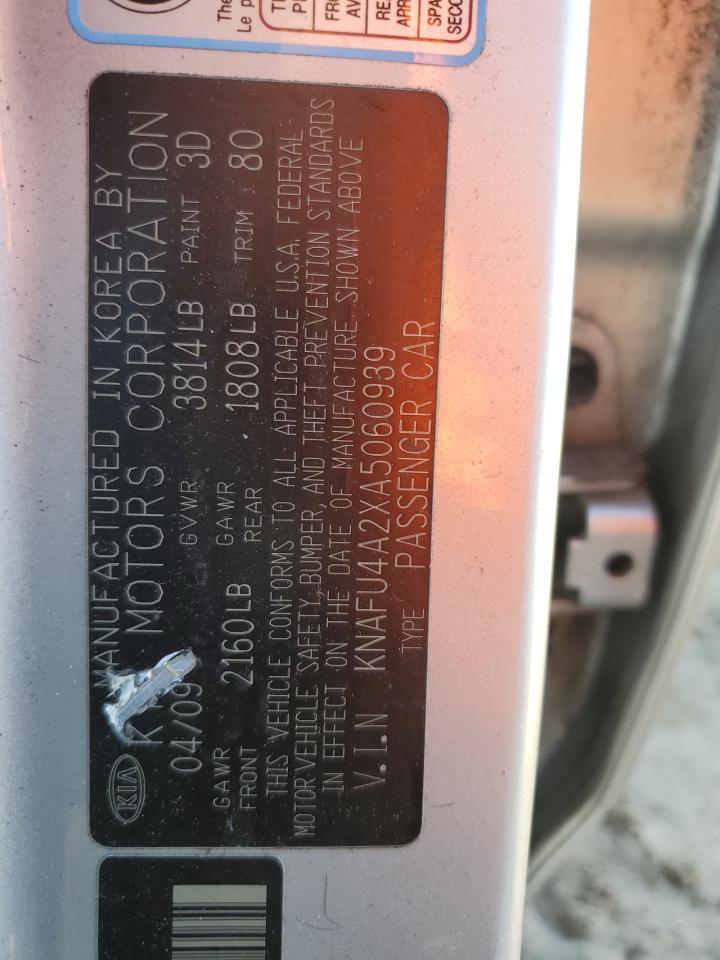 KIA
MANUFACTURED IN KOREA BY
MOTORS CORPORATION
04/09 GVWR 3814LB PAINT 3D
GAWR FRONT 2160LB GAWR REAR 1808LB TRIM 80
THIS VEHICLE CONFORMS TO ALL APPLICABLE U.S.A. FEDERAL
MOTOR VEHICLE SAFETY, BUMPER, AND THEFT PREVENTION STANDARDS
IN EFFECT ON THE DATE OF MANUFACTURE SHOWN ABOVE
V.I.N KNAFU4A2XA5060939
TYPE PASSENGER CAR